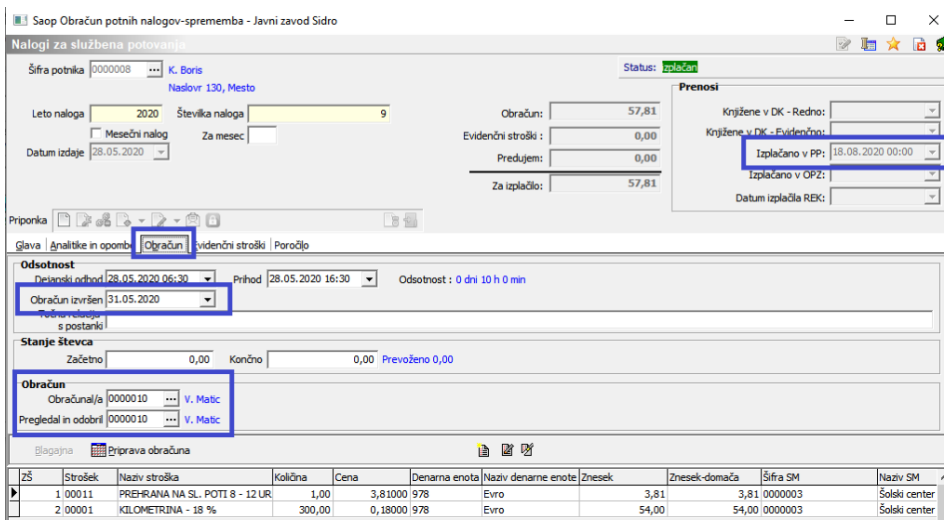 Saop Obračun potnih nalogov-sprememba - Javni zavod Sidro
Nalogi za službena potovanja
Šifra potnika 0000008 ... K. Boris Status: Izplačan
Naslovr 130, Mesto Prenosi
Leto naloga 2020 Številka naloga 9 Obračun: 57,81 Knjižene v DK - Redno:
Mesečni nalog Za mesec Evidenčni stroški : 0,00 Knjižene v DK - Evidenčno:
Datum izdaje 28.05.2020 Predujem: 0,00 Izplačano v PP: 18.08.2020 00:00
Izplačano v OPZ:
Za izplačilo: 57,81 Datum izplačila REK:
Priponka
Glava Analitike in opombe Obračun Evidenčni stroški Poročilo
Odsotnost
Dejanski odhod 28.05.2020 06:30 Prihod 28.05.2020 16:30 Odsotnost : 0 dni 10 h 0 min
Obračun izvršen 31.05.2020
Točna relacija
s postanki
Stanje števca
Začetno 0,00 Končno 0,00 Prevoženo 0,00
Obračun
Obračunal/a 0000010 ... V. Matic
Pregledal in odobril 0000010 ... V. Matic
Blagajna Priprava obračuna
ZŠ Strošek Naziv stroška Količina Cena Denarna enota Naziv denarne enote Znesek Znesek-domača Šifra SM Naziv SM
1 00011 PREHRANA NA SL. POTI 8 - 12 UR 1,00 3,81000 978 Evro 3,81 3,81 0000003 Šolski center
2 00001 KILOMETRINA - 18 % 300,00 0,18000 978 Evro 54,00 54,00 0000003 Šolski center